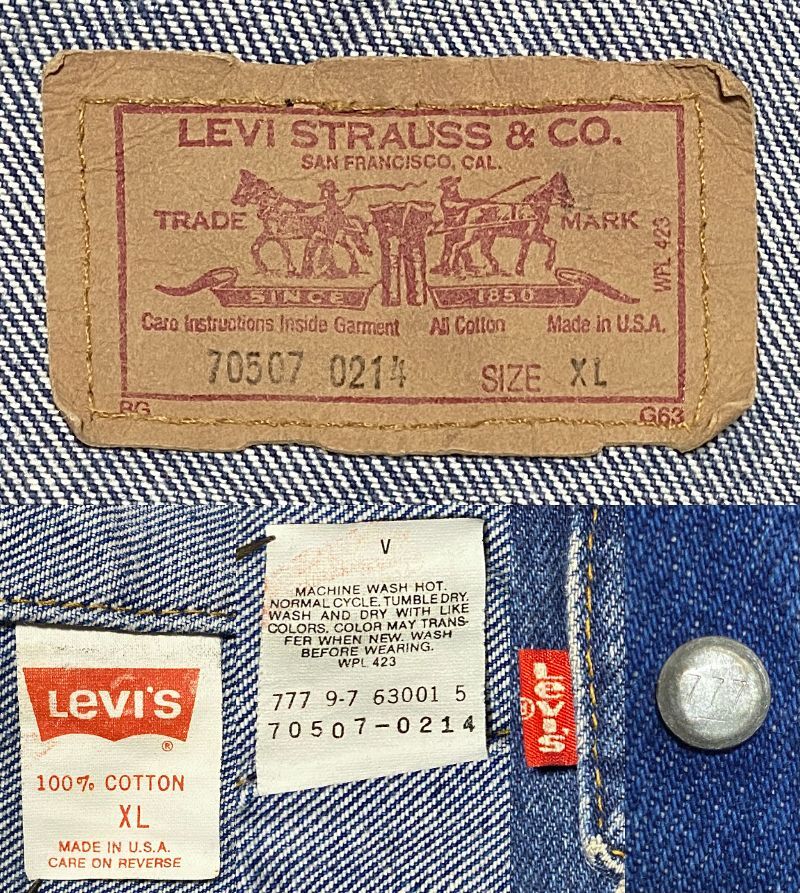 LEVI STRAUSS & CO.
SAN FRANCISCO, CAL.
TRADE MARK
WPL 423
SINCE 1850
Care Instructions Inside Garment All Cotton Made in U.S.A.
70507 0214 SIZE XL
BG G63
LEVI'S
®
100% COTTON
XL
MADE IN U.S.A.
CARE ON REVERSE
V
MACHINE WASH HOT.
NORMAL CYCLE. TUMBLE DRY.
WASH AND DRY WITH LIKE
COLORS. COLOR MAY TRANS-
FER WHEN NEW. WASH
BEFORE WEARING.
WPL 423
777 9-7 63001 5
70507-0214
LEVI'S
®
777